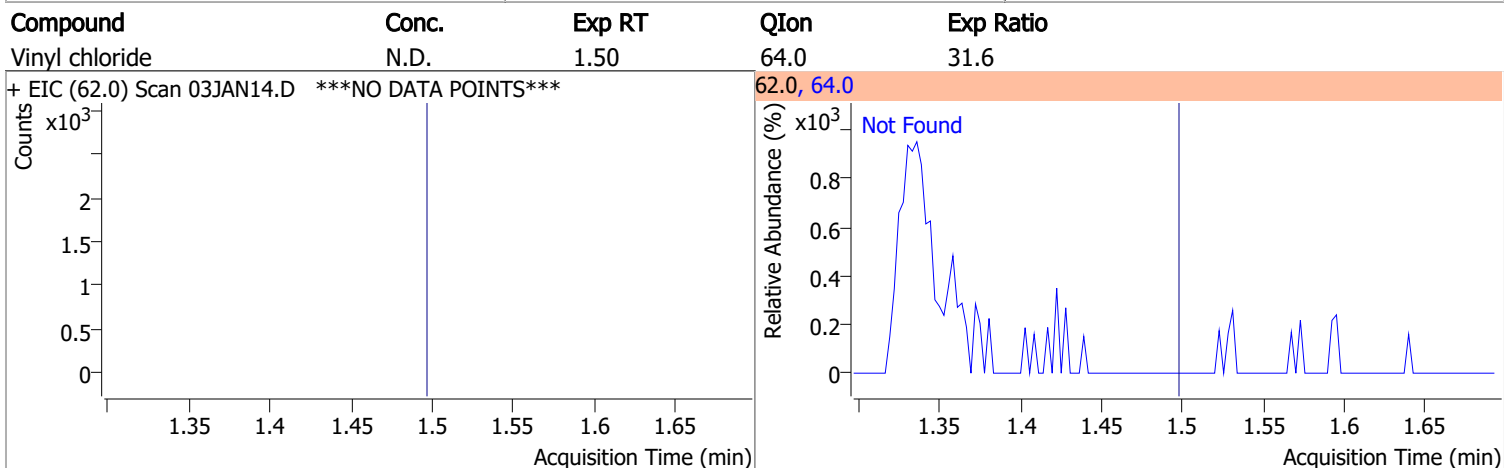 Compound Conc. Exp RT QIon Exp Ratio
Vinyl chloride N.D. 1.50 64.0 31.6
+ EIC (62.0) Scan 03JAN14.D ***NO DATA POINTS***
Counts
x10³
2
1.5
1
0.5
0
1.35 1.4 1.45 1.5 1.55 1.6 1.65
Acquisition Time (min)
62.0, 64.0
Relative Abundance (%)
x10³
Not Found
0.8
0.6
0.4
0.2
0
1.35 1.4 1.45 1.5 1.55 1.6 1.65
Acquisition Time (min)